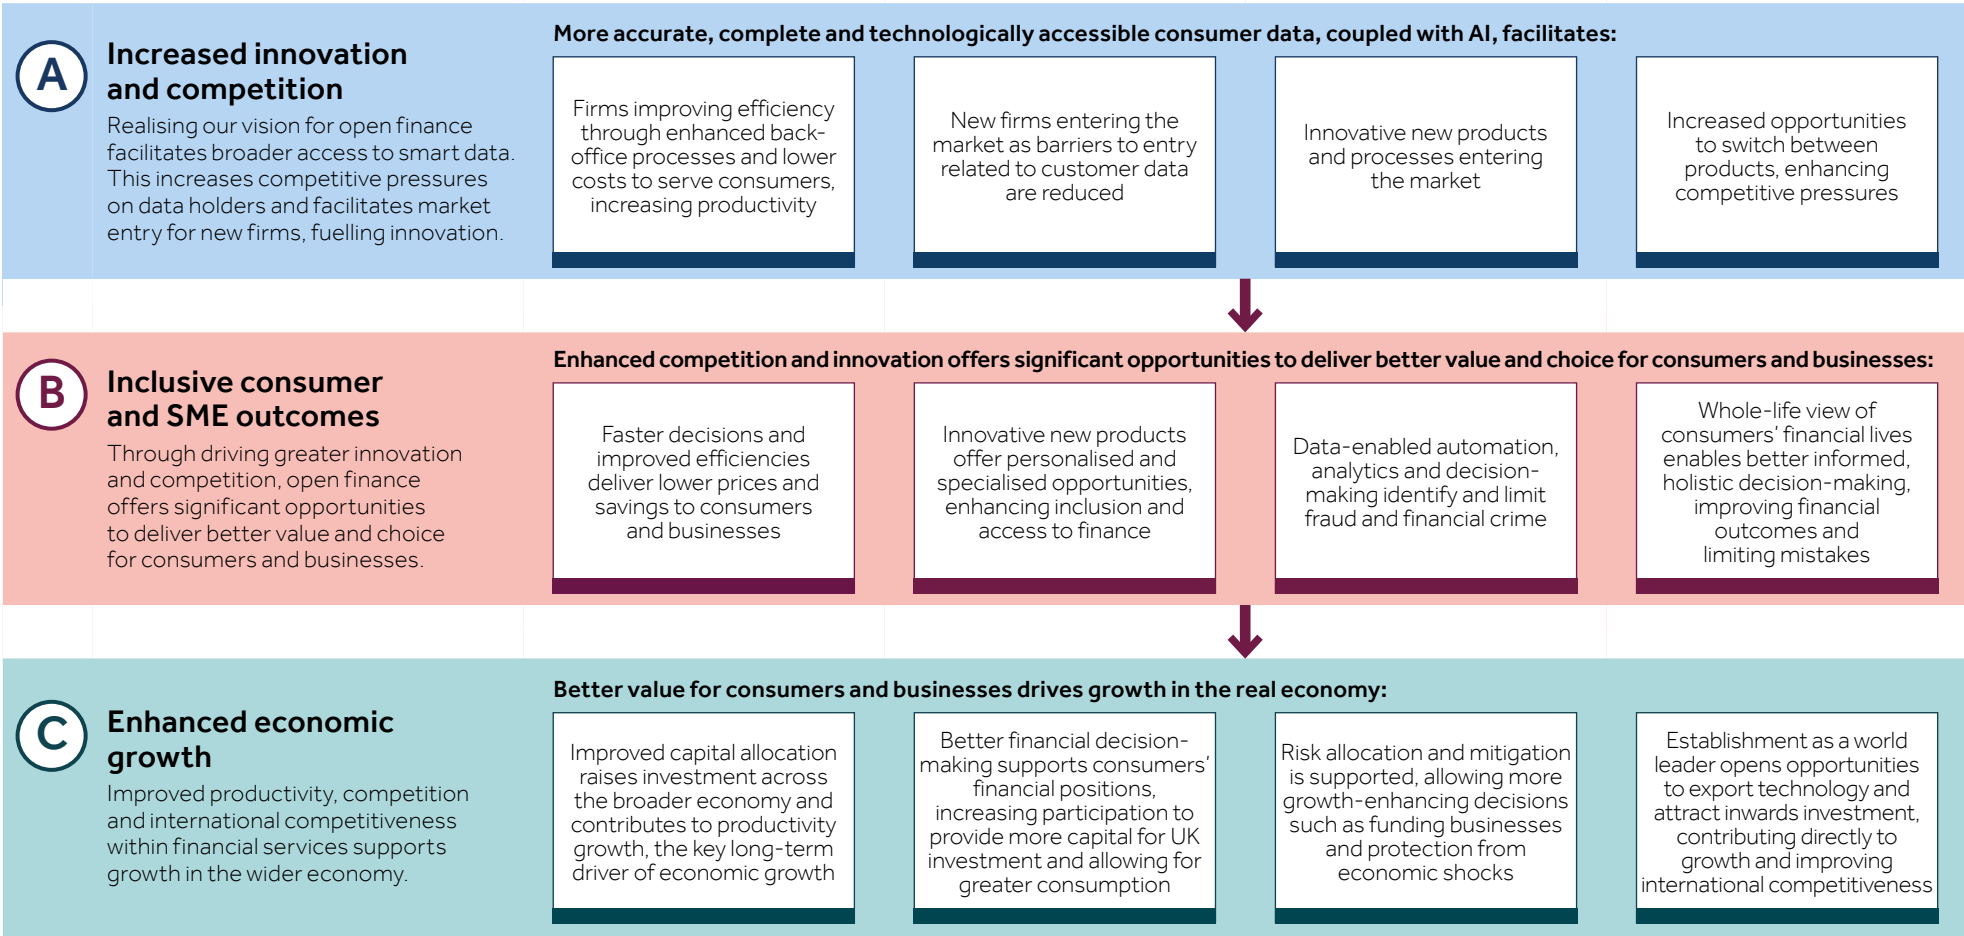 A
Increased innovation
and competition
Realising our vision for open finance
facilitates broader access to smart data.
This increases competitive pressures
on data holders and facilitates market
entry for new firms, fuelling innovation.
More accurate, complete and technologically accessible consumer data, coupled with AI, facilitates:
Firms improving efficiency
through enhanced back-
office processes and lower
costs to serve consumers,
increasing productivity
New firms entering the
market as barriers to entry
related to customer data
are reduced
Innovative new products
and processes entering
the market
Increased opportunities
to switch between
products, enhancing
competitive pressures
B
Inclusive consumer
and SME outcomes
Through driving greater innovation
and competition, open finance
offers significant opportunities
to deliver better value and choice
for consumers and businesses.
Enhanced competition and innovation offers significant opportunities to deliver better value and choice for consumers and businesses:
Faster decisions and
improved efficiencies
deliver lower prices and
savings to consumers
and businesses
Innovative new products
offer personalised and
specialised opportunities,
enhancing inclusion and
access to finance
Data-enabled automation,
analytics and decision-
making identify and limit
fraud and financial crime
Whole-life view of
consumers' financial lives
enables better informed,
holistic decision-making,
improving financial
outcomes and
limiting mistakes
C
Enhanced economic
growth
Improved productivity, competition
and international competitiveness
within financial services supports
growth in the wider economy.
Better value for consumers and businesses drives growth in the real economy:
Improved capital allocation
raises investment across
the broader economy and
contributes to productivity
growth, the key long-term
driver of economic growth
Better financial decision-
making supports consumers'
financial positions,
increasing participation to
provide more capital for UK
investment and allowing for
greater consumption
Risk allocation and mitigation
is supported, allowing more
growth-enhancing decisions
such as funding businesses
and protection from
economic shocks
Establishment as a world
leader opens opportunities
to export technology and
attract inwards investment,
contributing directly to
growth and improving
international competitiveness